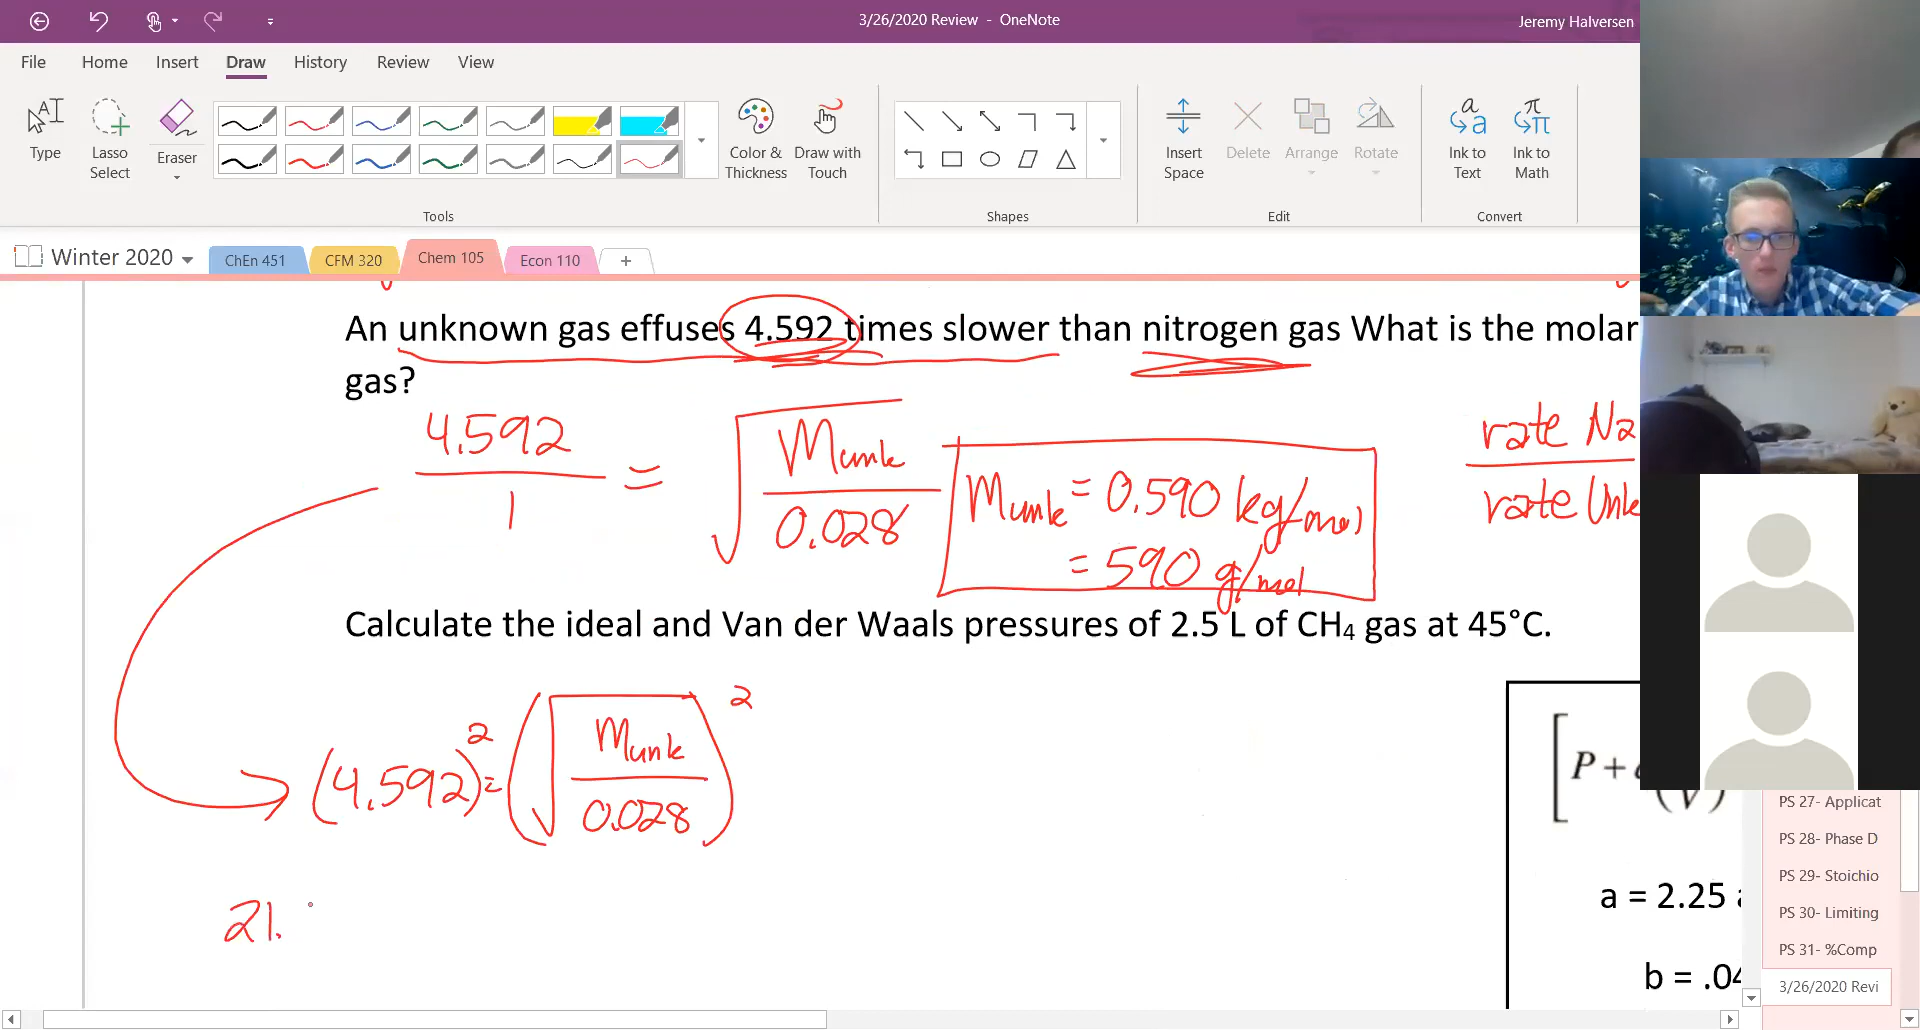 3/26/2020 Review - OneNote
Jeremy Halversen
File Home Insert Draw History Review View
Type
Lasso Select
Eraser
Color & Thickness
Draw with Touch
Insert Space
Delete
Arrange
Rotate
Ink to Text
Ink to Math
Tools
Shapes
Edit
Convert
Winter 2020
ChEn 451
CFM 320
Chem 105
Econ 110
An unknown gas effuses 4.592 times slower than nitrogen gas What is the molar
gas?
4.592
1
=
√ Munk
0.028
Munk = 0.590 kg/mol
= 590 g/mol
rate N2
rate Unk
Calculate the ideal and Van der Waals pressures of 2.5 L of CH₄ gas at 45°C.
(4.592)² = (√ Munk / 0.028)²
21.
[P +
(V)
a = 2.25
b = .04
PS 27- Applicat
PS 28- Phase D
PS 29- Stoichio
PS 30- Limiting
PS 31- %Comp
3/26/2020 Revi